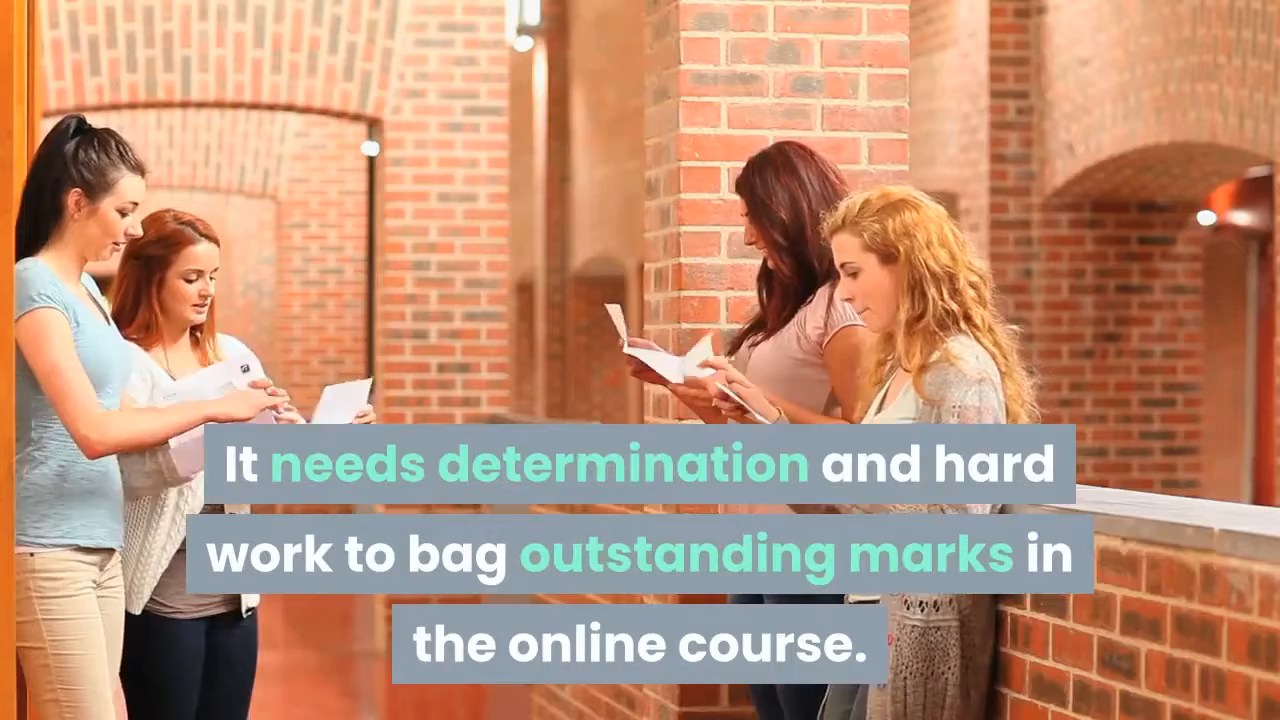 It needs determination and hard
work to bag outstanding marks in
the online course.